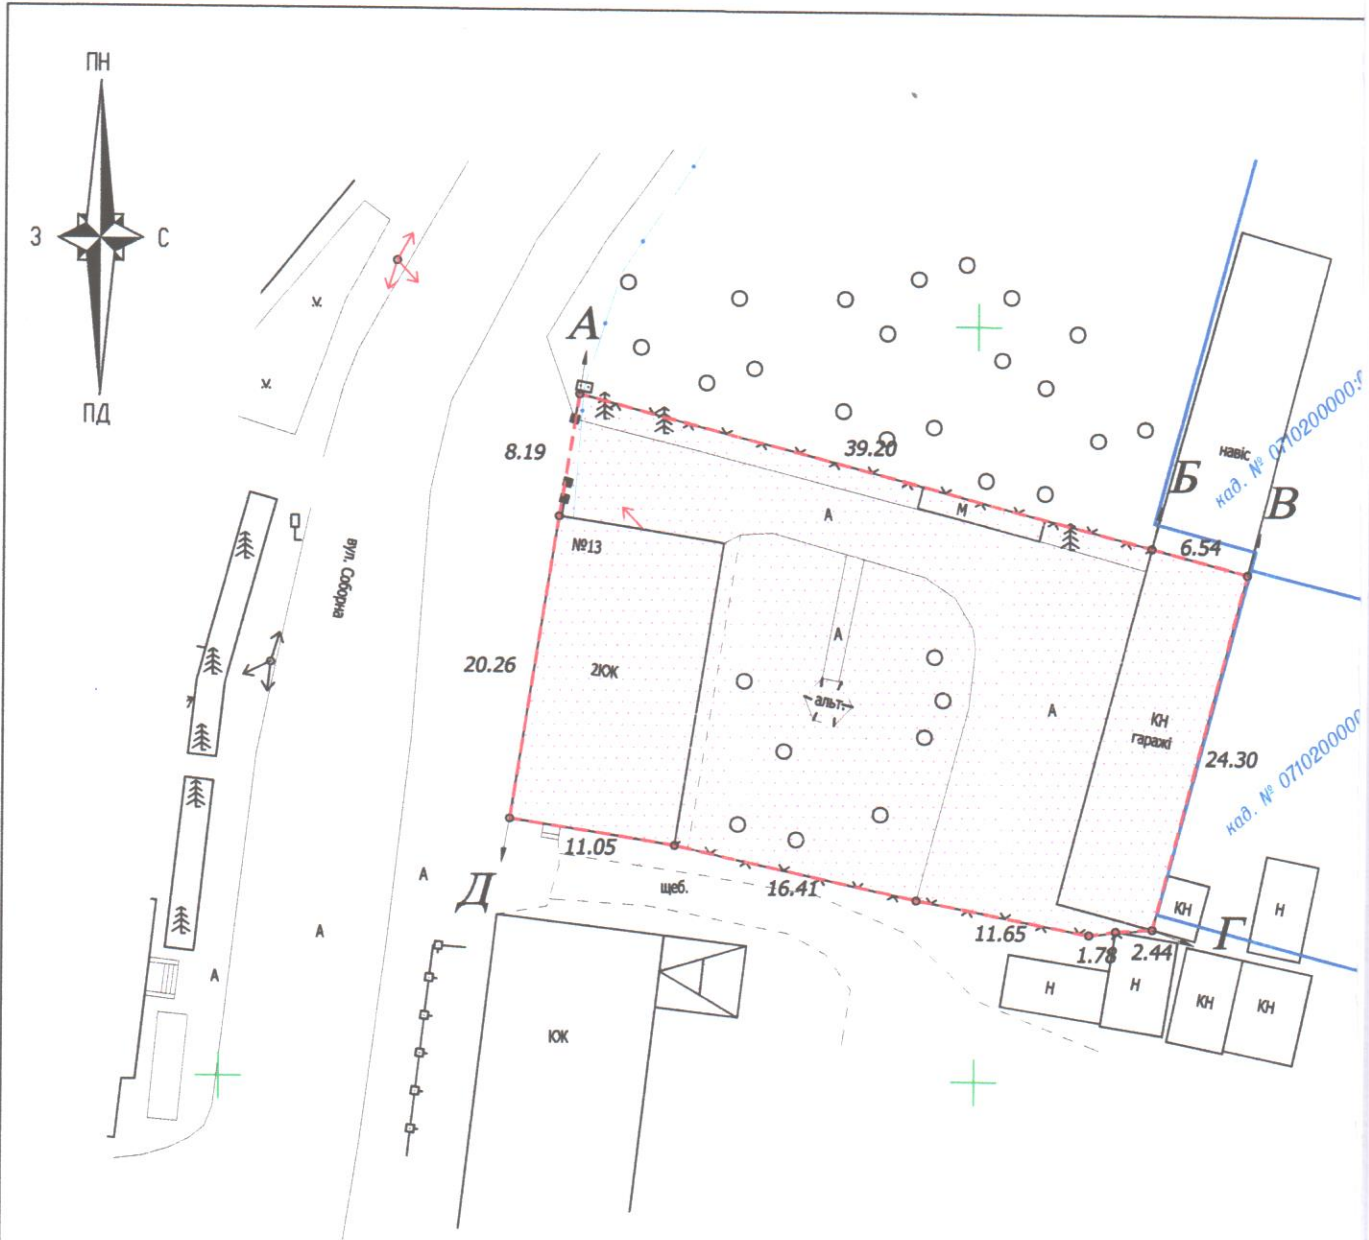 ПН
З
С
ПД
А
8.19
39.20
навіс
кад. № 0710200000:
Б
В
6.54
М
А
№13
вул. Соборна
20.26
2КЖ
А
альт.
А
КН
гаражі
24.30
кад. № 0710200000
11.05
щеб.
16.41
Д
А
А
А
11.65
1.78
2.44
Г
КН
Н
Н
Н
КН
КН
КЖ